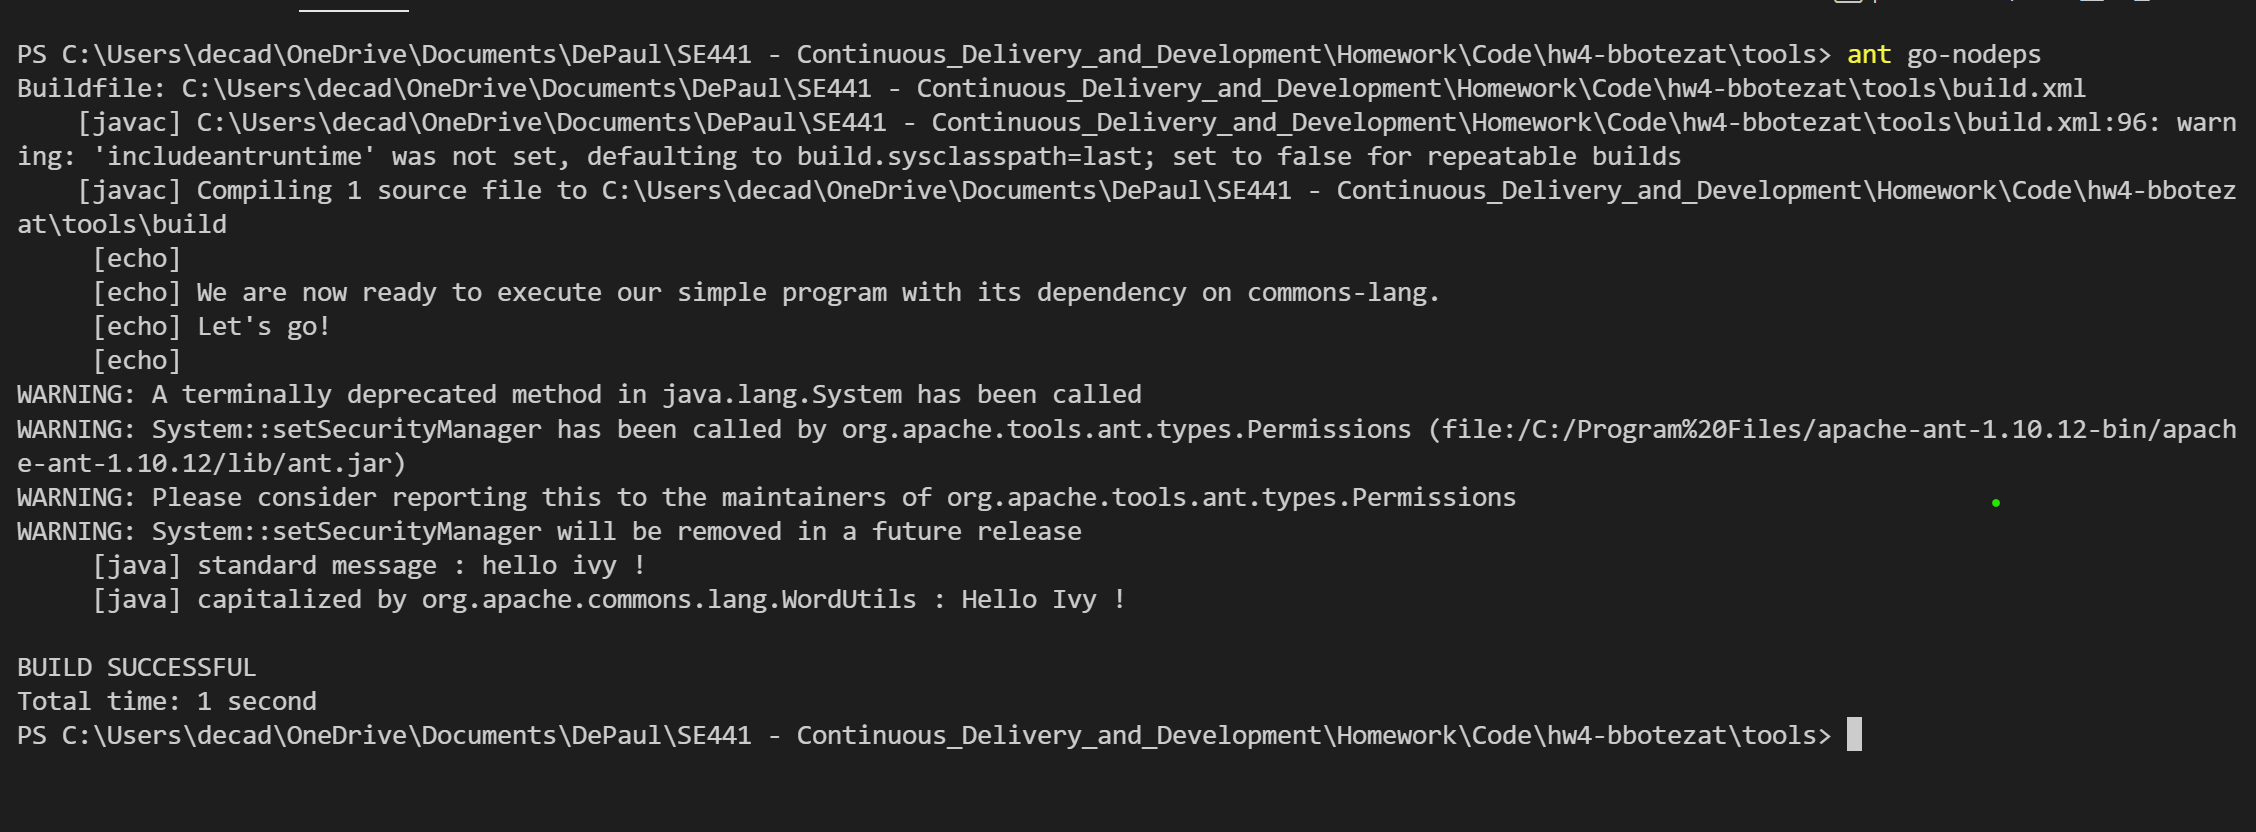 PS C:\Users\decad\OneDrive\Documents\DePaul\SE441 - Continuous_Delivery_and_Development\Homework\Code\hw4-bbotezat\tools> ant go-nodeps
Buildfile: C:\Users\decad\OneDrive\Documents\DePaul\SE441 - Continuous_Delivery_and_Development\Homework\Code\hw4-bbotezat\tools\build.xml
    [javac] C:\Users\decad\OneDrive\Documents\DePaul\SE441 - Continuous_Delivery_and_Development\Homework\Code\hw4-bbotezat\tools\build.xml:96: warn
ing: 'includeantruntime' was not set, defaulting to build.sysclasspath=last; set to false for repeatable builds
    [javac] Compiling 1 source file to C:\Users\decad\OneDrive\Documents\DePaul\SE441 - Continuous_Delivery_and_Development\Homework\Code\hw4-bbotez
at\tools\build
     [echo]
     [echo] We are now ready to execute our simple program with its dependency on commons-lang.
     [echo] Let's go!
     [echo]
WARNING: A terminally deprecated method in java.lang.System has been called
WARNING: System::setSecurityManager has been called by org.apache.tools.ant.types.Permissions (file:/C:/Program%20Files/apache-ant-1.10.12-bin/apach
e-ant-1.10.12/lib/ant.jar)
WARNING: Please consider reporting this to the maintainers of org.apache.tools.ant.types.Permissions
WARNING: System::setSecurityManager will be removed in a future release
     [java] standard message : hello ivy !
     [java] capitalized by org.apache.commons.lang.WordUtils : Hello Ivy !

BUILD SUCCESSFUL
Total time: 1 second
PS C:\Users\decad\OneDrive\Documents\DePaul\SE441 - Continuous_Delivery_and_Development\Homework\Code\hw4-bbotezat\tools>